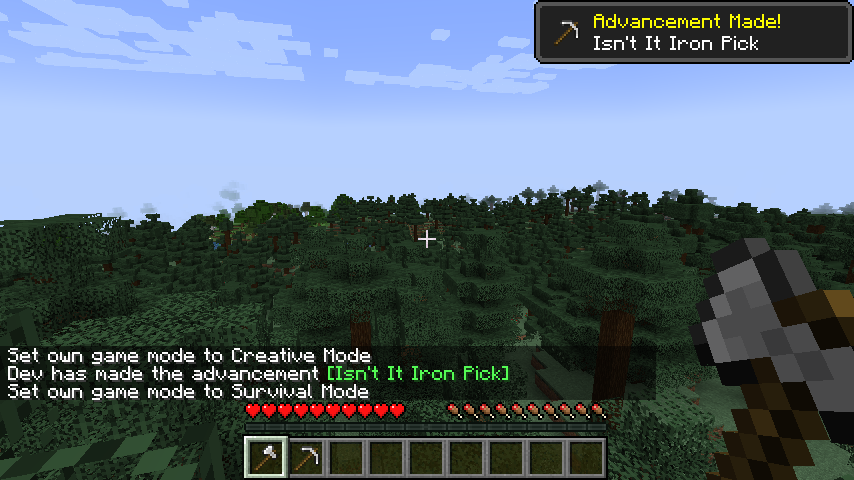 Advancement Made!
Isn't It Iron Pick
Set own game mode to Creative Mode
Dev has made the advancement [Isn't It Iron Pick]
Set own game mode to Survival Mode